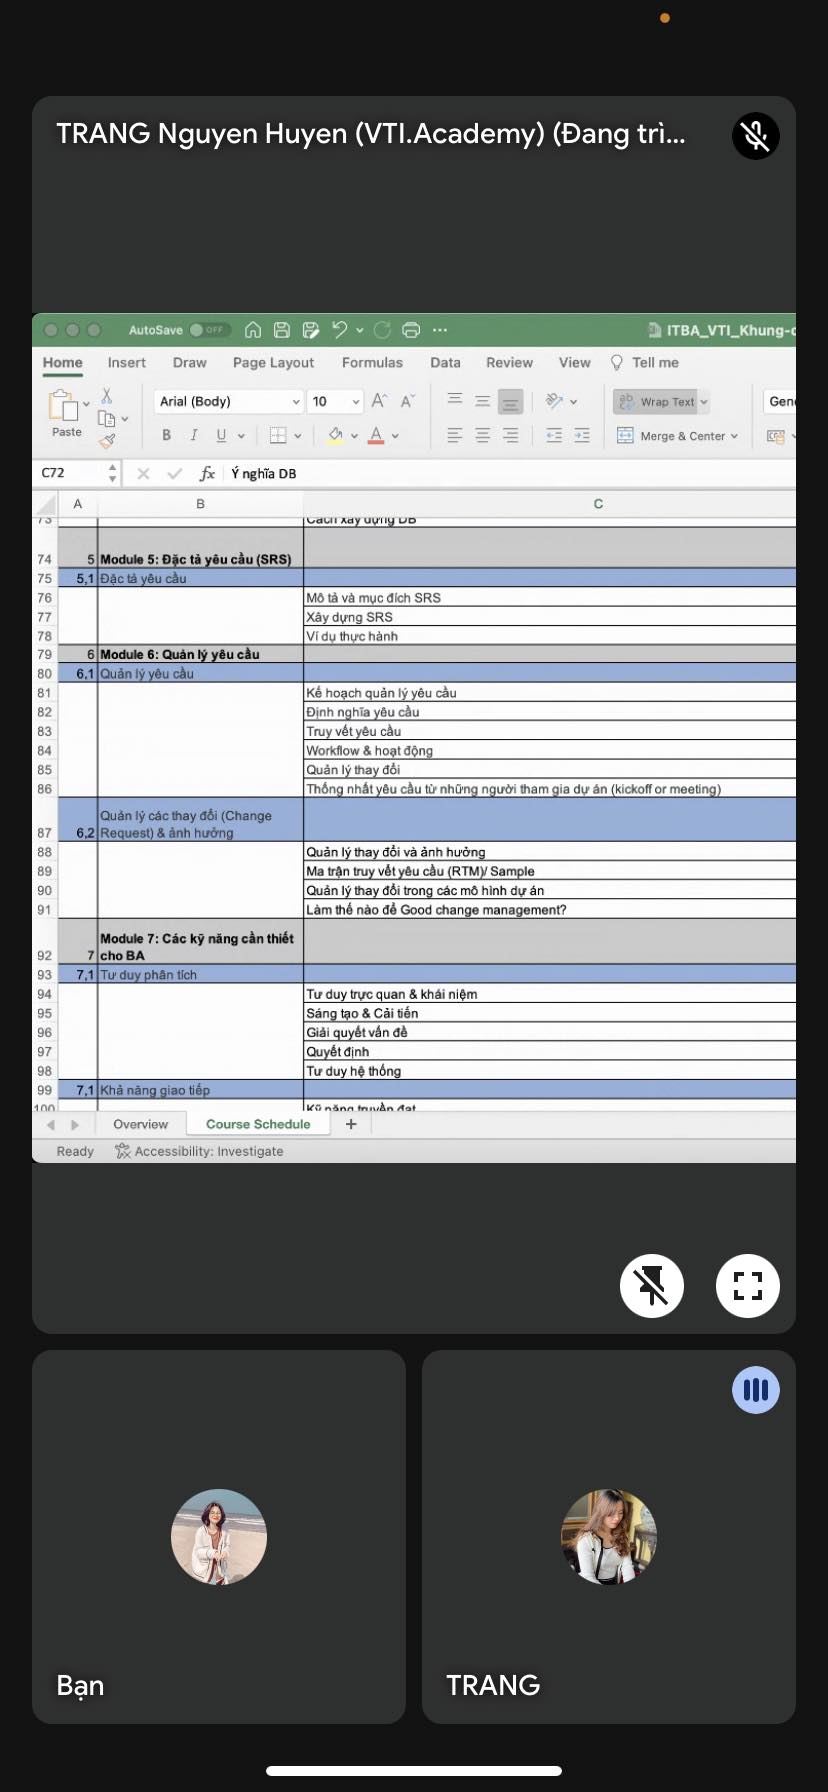 TRANG Nguyen Huyen (VTI.Academy) (Đang trì...
AutoSave OFF
ITBA_VTI_Khung-c
Home Insert Draw Page Layout Formulas Data Review View Tell me
Paste
Arial (Body) 10
Wrap Text
Gene
B I U
A
Merge & Center
C72 fx Ý nghĩa DB
A B C
73 Cách xây dựng DB
74 5 Module 5: Đặc tả yêu cầu (SRS)
75 5,1 Đặc tả yêu cầu
76 Mô tả và mục đích SRS
77 Xây dựng SRS
78 Ví dụ thực hành
79 6 Module 6: Quản lý yêu cầu
80 6,1 Quản lý yêu cầu
81 Kế hoạch quản lý yêu cầu
82 Định nghĩa yêu cầu
83 Truy vết yêu cầu
84 Workflow & hoạt động
85 Quản lý thay đổi
86 Thống nhất yêu cầu từ những người tham gia dự án (kickoff or meeting)
Quản lý các thay đổi (Change
87 6,2 Request) & ảnh hưởng
88 Quản lý thay đổi và ảnh hưởng
89 Ma trận truy vết yêu cầu (RTM)/ Sample
90 Quản lý thay đổi trong các mô hình dự án
91 Làm thế nào để Good change management?
Module 7: Các kỹ năng cần thiết
92 7 cho BA
93 7,1 Tư duy phân tích
94 Tư duy trực quan & khái niệm
95 Sáng tạo & Cải tiến
96 Giải quyết vấn đề
97 Quyết định
98 Tư duy hệ thống
99 7,1 Khả năng giao tiếp
100 Kỹ năng truyền đạt
Overview Course Schedule +
Ready Accessibility: Investigate
Bạn
TRANG